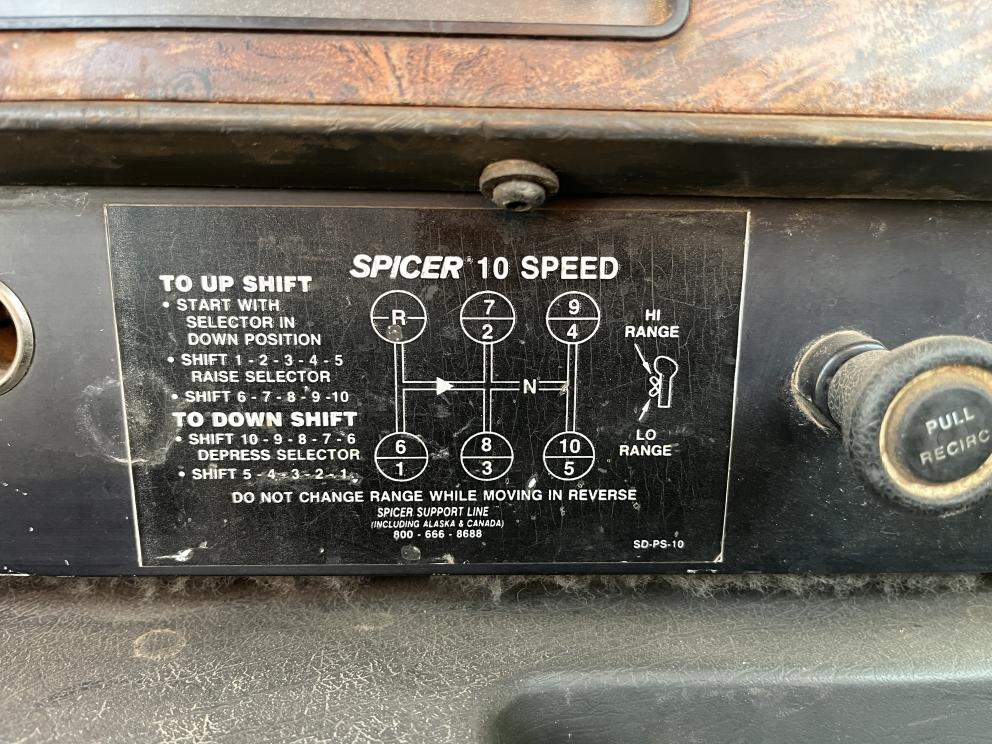 SPICER® 10 SPEED
TO UP SHIFT
• START WITH
SELECTOR IN
DOWN POSITION
• SHIFT 1 - 2 - 3 - 4 - 5
RAISE SELECTOR
• SHIFT 6 - 7 - 8 - 9 -10
TO DOWN SHIFT
• SHIFT 10 - 9 - 8 - 7 - 6
DEPRESS SELECTOR
• SHIFT 5 - 4 - 3 - 2 - 1
R 7 9
2 4
N
6 8 10
1 3 5
HI
RANGE
LO
RANGE
DO NOT CHANGE RANGE WHILE MOVING IN REVERSE
SPICER SUPPORT LINE
(INCLUDING ALASKA & CANADA)
800 - 666 - 8688
SD-PS-10
PULL
RECIRC